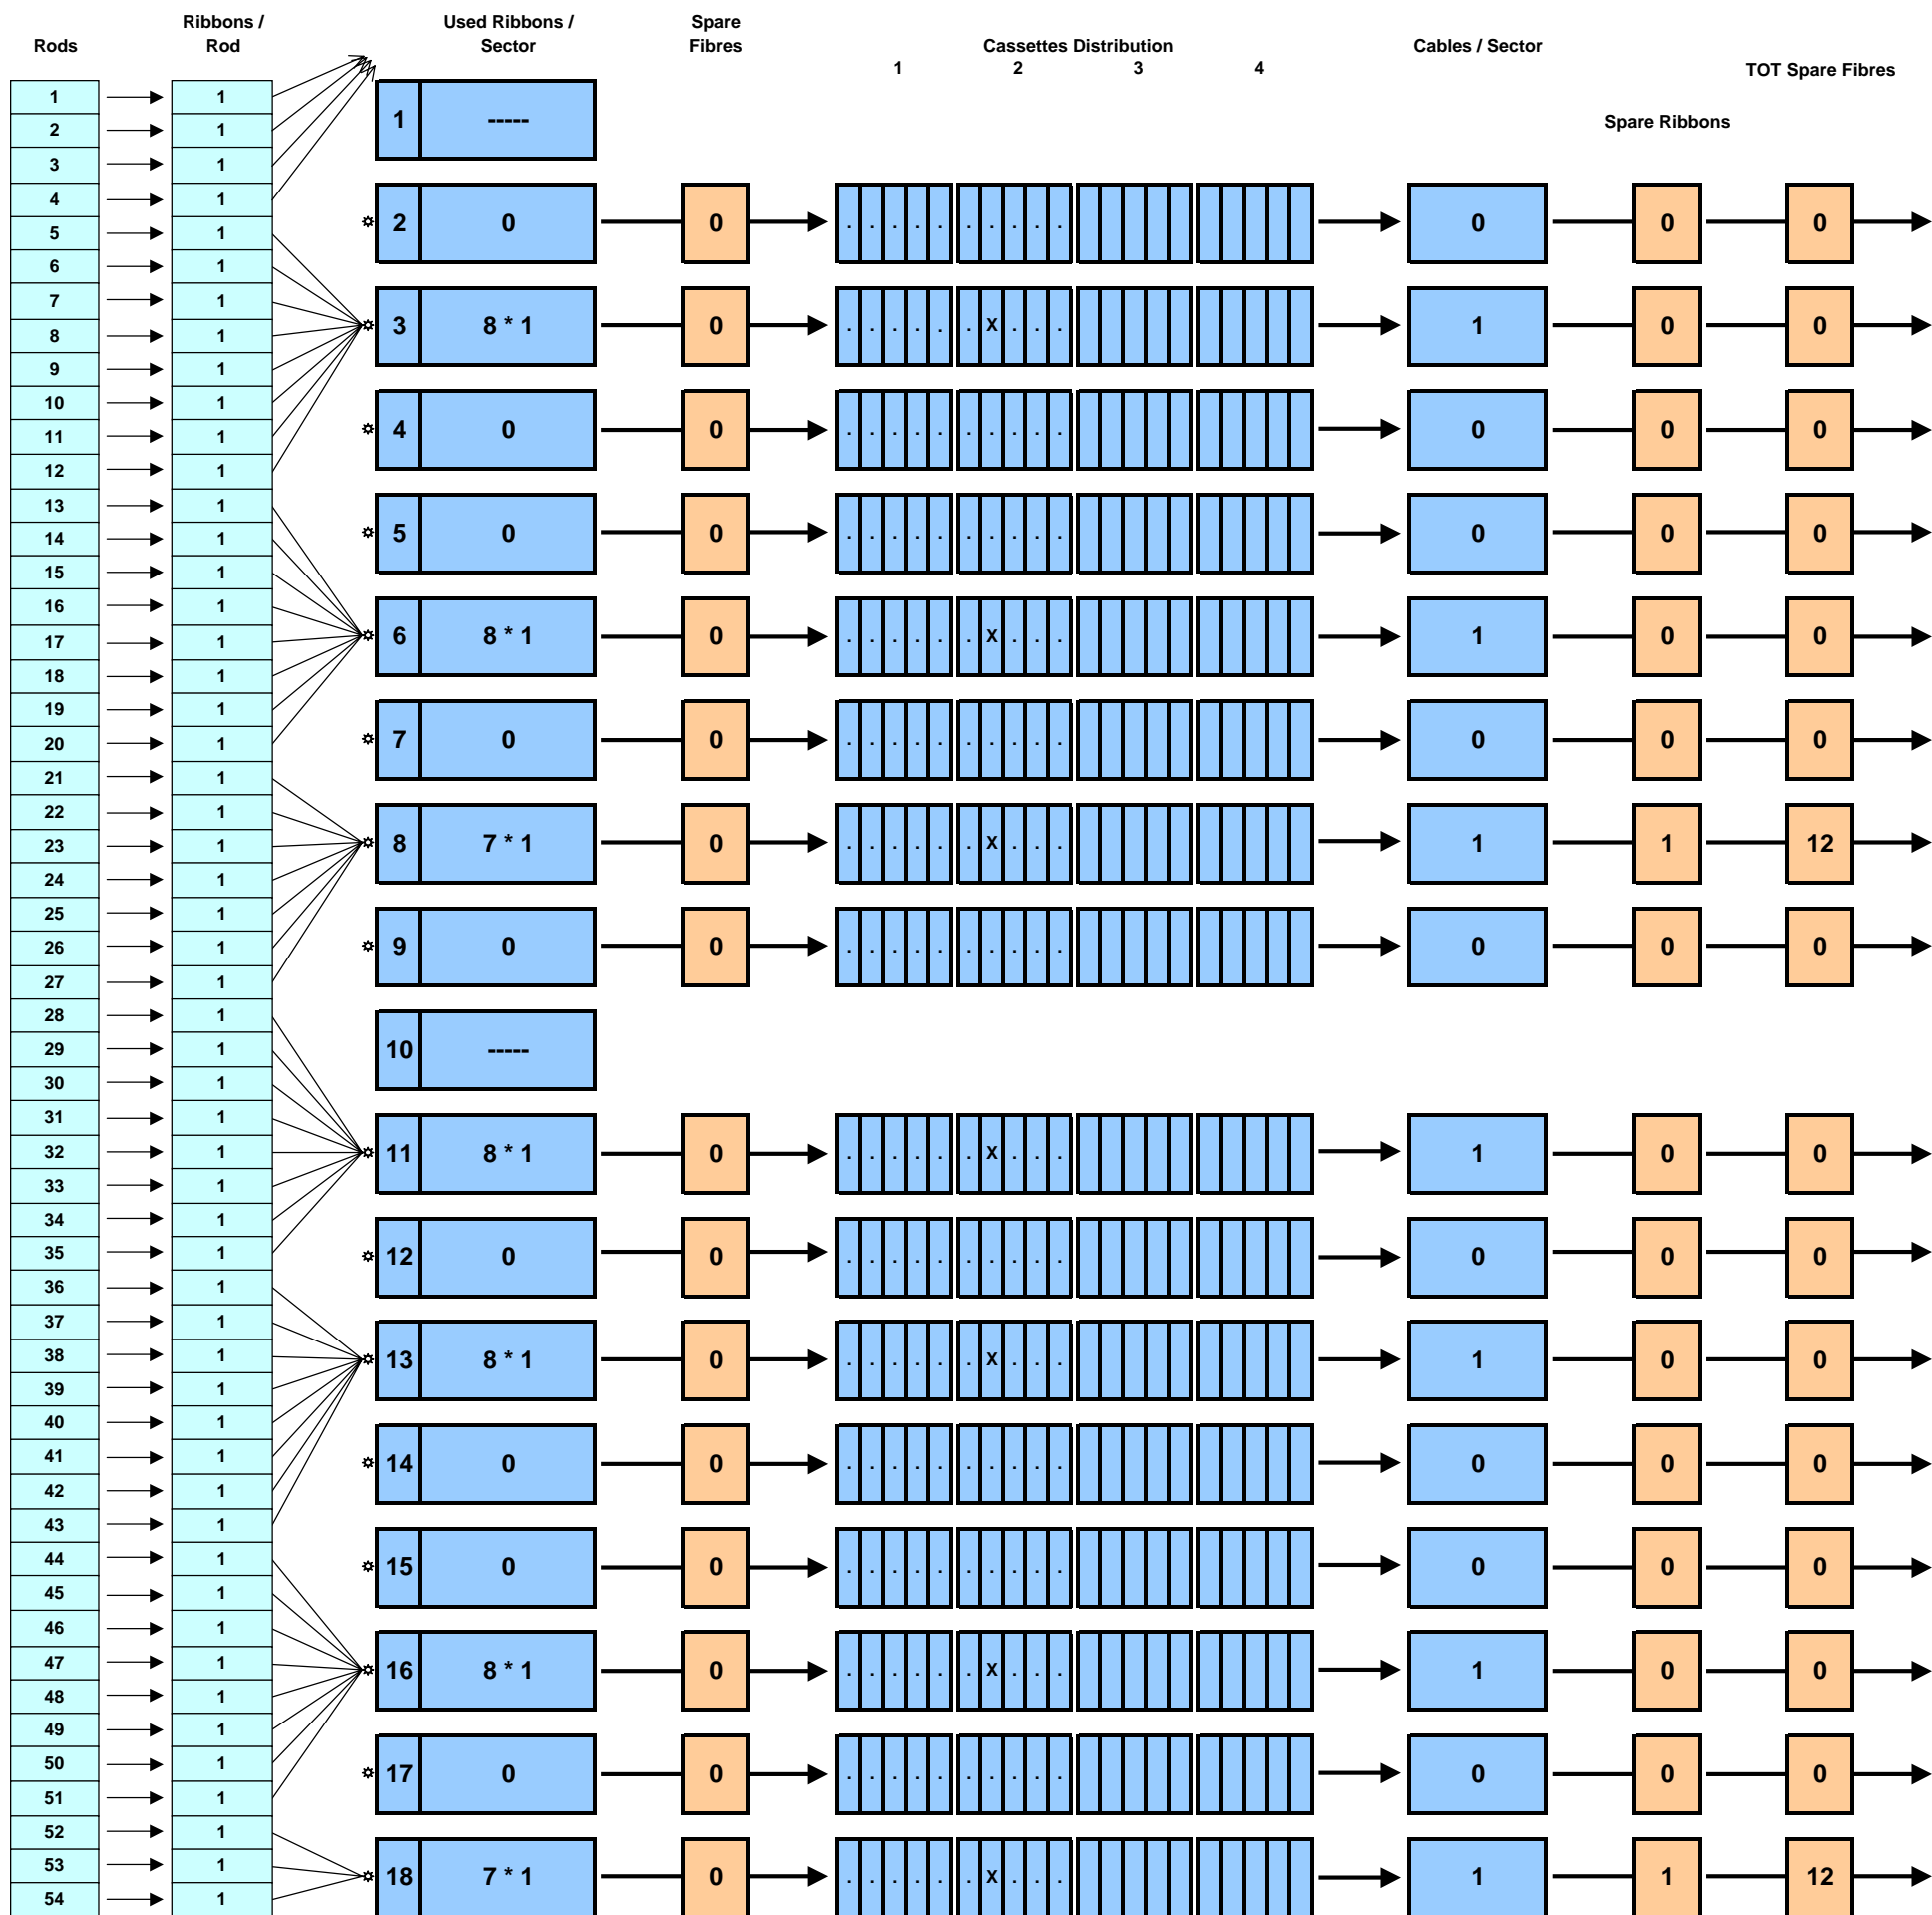 Rods
Ribbons /
Rod
Used Ribbons /
Sector
Spare
Fibres
Cassettes Distribution
1 2 3 4
Cables / Sector
Spare Ribbons
TOT Spare Fibres
1 1
2 1
3 1
4 1
5 1
6 1
7 1
8 1
9 1
10 1
11 1
12 1
13 1
14 1
15 1
16 1
17 1
18 1
19 1
20 1
21 1
22 1
23 1
24 1
25 1
26 1
27 1
28 1
29 1
30 1
31 1
32 1
33 1
34 1
35 1
36 1
37 1
38 1
39 1
40 1
41 1
42 1
43 1
44 1
45 1
46 1
47 1
48 1
49 1
50 1
51 1
52 1
53 1
54 1
1 -----
2 0 0 . . . . . . . . . . 0 0 0
3 8 * 1 0 . . . . . . X . . . 1 0 0
4 0 0 . . . . . . . . . . 0 0 0
5 0 0 . . . . . . . . . . 0 0 0
6 8 * 1 0 . . . . . . X . . . 1 0 0
7 0 0 . . . . . . . . . . 0 0 0
8 7 * 1 0 . . . . . . X . . . 1 1 12
9 0 0 . . . . . . . . . . 0 0 0
10 -----
11 8 * 1 0 . . . . . . X . . . 1 0 0
12 0 0 . . . . . . . . . . 0 0 0
13 8 * 1 0 . . . . . . X . . . 1 0 0
14 0 0 . . . . . . . . . . 0 0 0
15 0 0 . . . . . . . . . . 0 0 0
16 8 * 1 0 . . . . . . X . . . 1 0 0
17 0 0 . . . . . . . . . . 0 0 0
18 7 * 1 0 . . . . . . X . . . 1 1 12